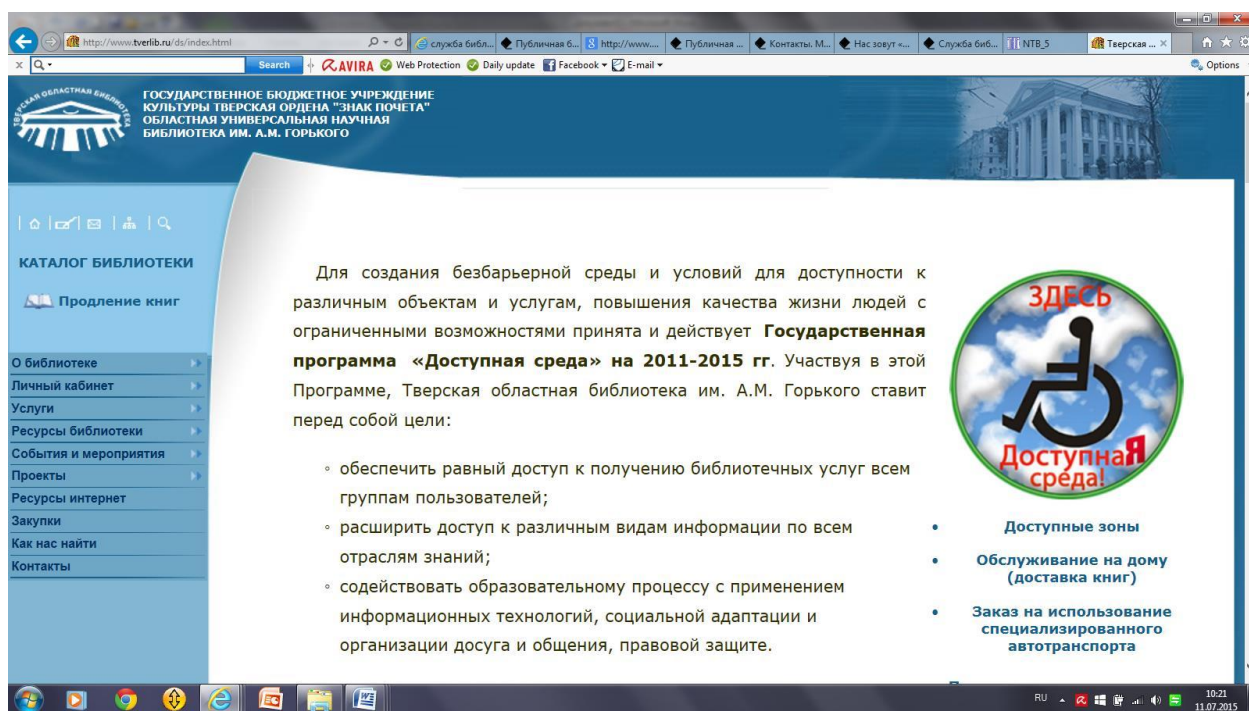 http://www.tverlib.ru/ds/index.html
служба библ...
Публичная б...
http://www....
Публичная ...
Контакты. М...
Нас зовут «...
Служба биб...
NTB_5
Тверская ...
Search
AVIRA
Web Protection
Daily update
Facebook
E-mail
Options
ТВЕРСКАЯ ОБЛАСТНАЯ БИБЛИОТЕКА
ГОСУДАРСТВЕННОЕ БЮДЖЕТНОЕ УЧРЕЖДЕНИЕ
КУЛЬТУРЫ ТВЕРСКАЯ ОРДЕНА "ЗНАК ПОЧЕТА"
ОБЛАСТНАЯ УНИВЕРСАЛЬНАЯ НАУЧНАЯ
БИБЛИОТЕКА ИМ. А.М. ГОРЬКОГО
КАТАЛОГ БИБЛИОТЕКИ
Продление книг
О библиотеке
Личный кабинет
Услуги
Ресурсы библиотеки
События и мероприятия
Проекты
Ресурсы интернет
Закупки
Как нас найти
Контакты
Для создания безбарьерной среды и условий для доступности к
различным объектам и услугам, повышения качества жизни людей с
ограниченными возможностями принята и действует Государственная
программа «Доступная среда» на 2011-2015 гг. Участвуя в этой
Программе, Тверская областная библиотека им. А.М. Горького ставит
перед собой цели:
◦ обеспечить равный доступ к получению библиотечных услуг всем
группам пользователей;
◦ расширить доступ к различным видам информации по всем
отраслям знаний;
◦ содействовать образовательному процессу с применением
информационных технологий, социальной адаптации и
организации досуга и общения, правовой защите.
ЗДЕСЬ
ДоступнаЯ
среда!
• Доступные зоны
• Обслуживание на дому
(доставка книг)
• Заказ на использование
специализированного
автотранспорта
RU
10:21
11.07.2015